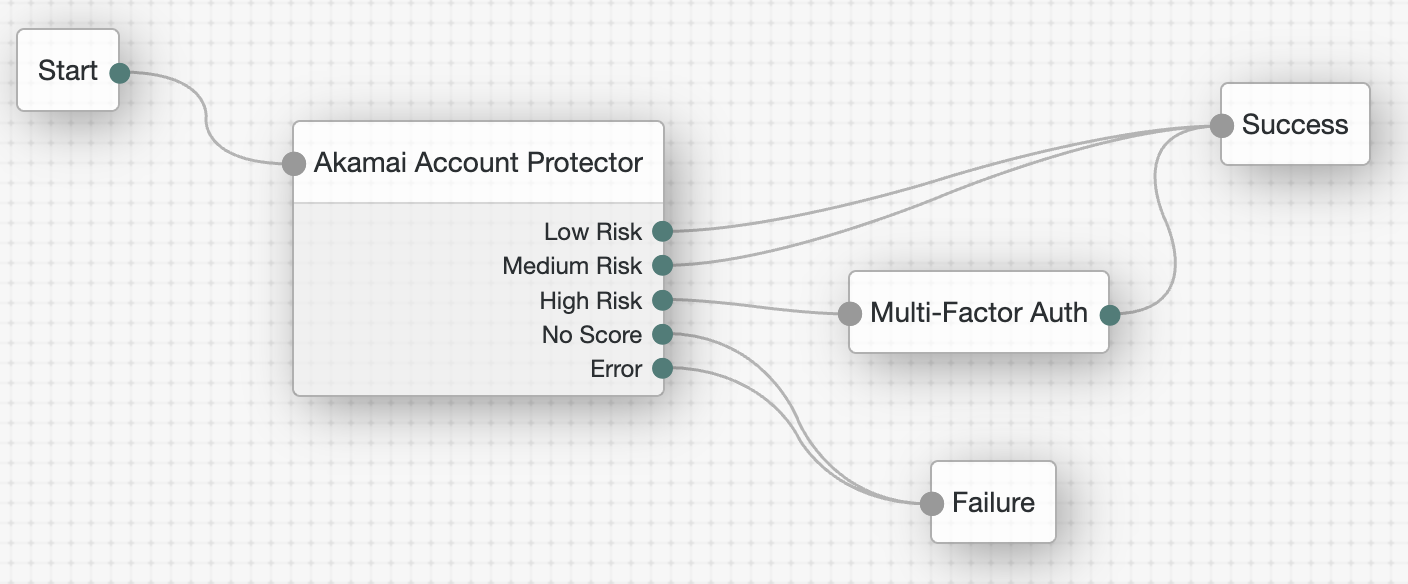 Start
Akamai Account Protector
Low Risk
Medium Risk
High Risk
No Score
Error
Success
Multi-Factor Auth
Failure